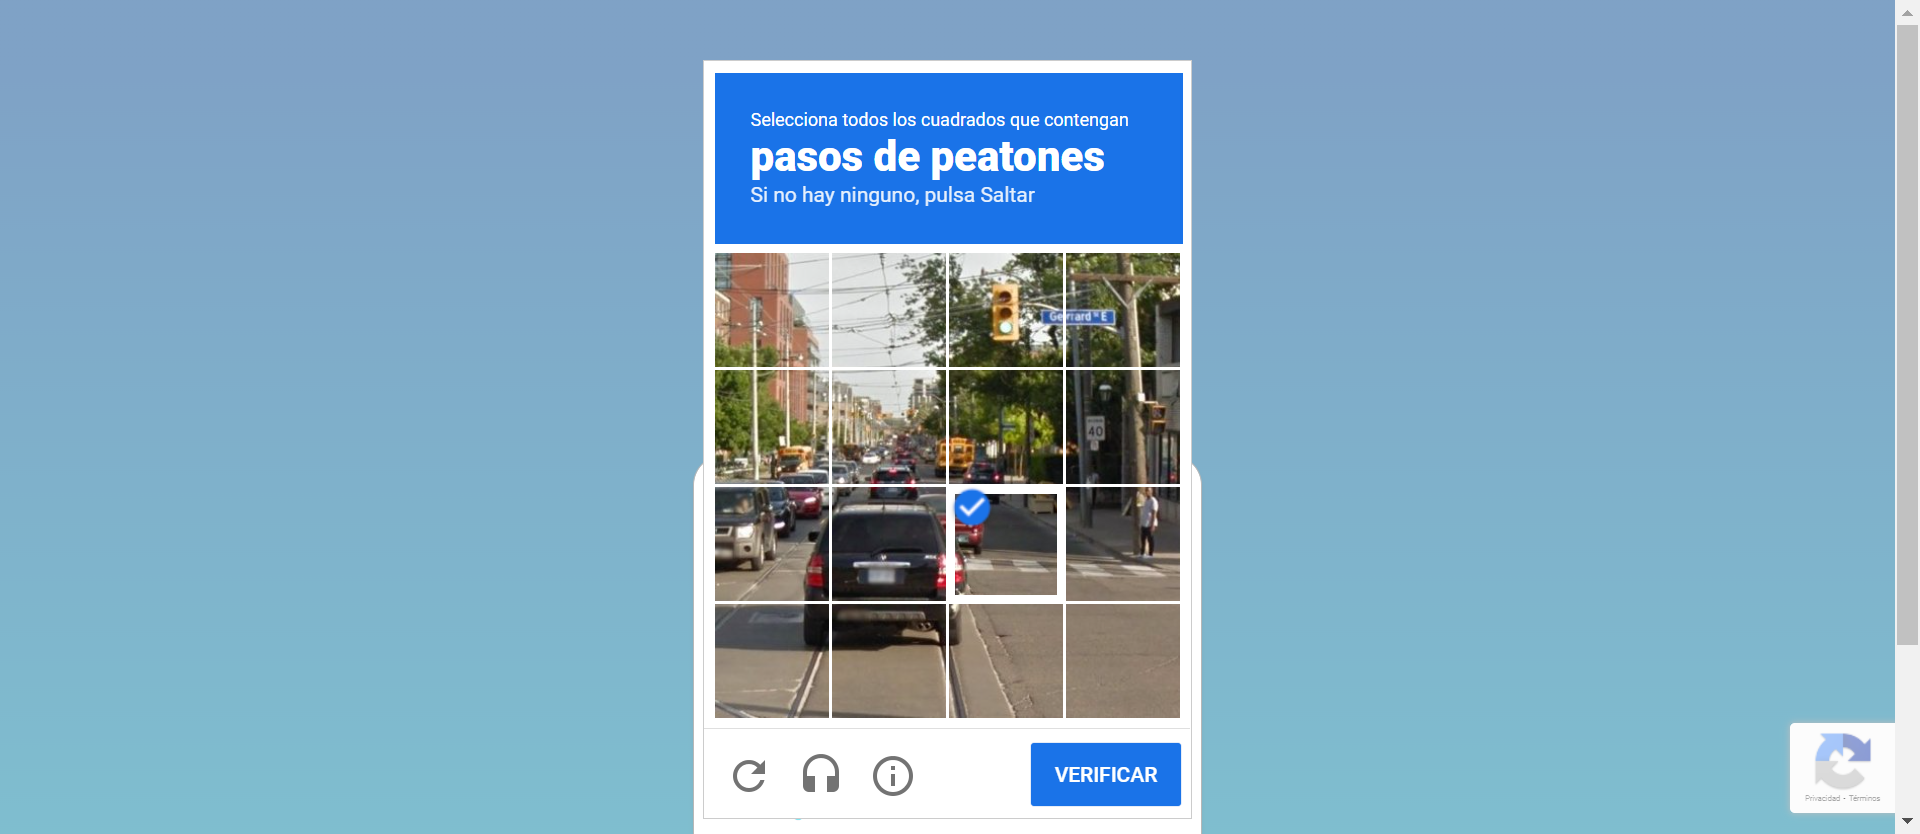 Selecciona todos los cuadrados que contengan
pasos de peatones
Si no hay ninguno, pulsa Saltar
Gerrard St E
40
VERIFICAR
Privacidad - Términos